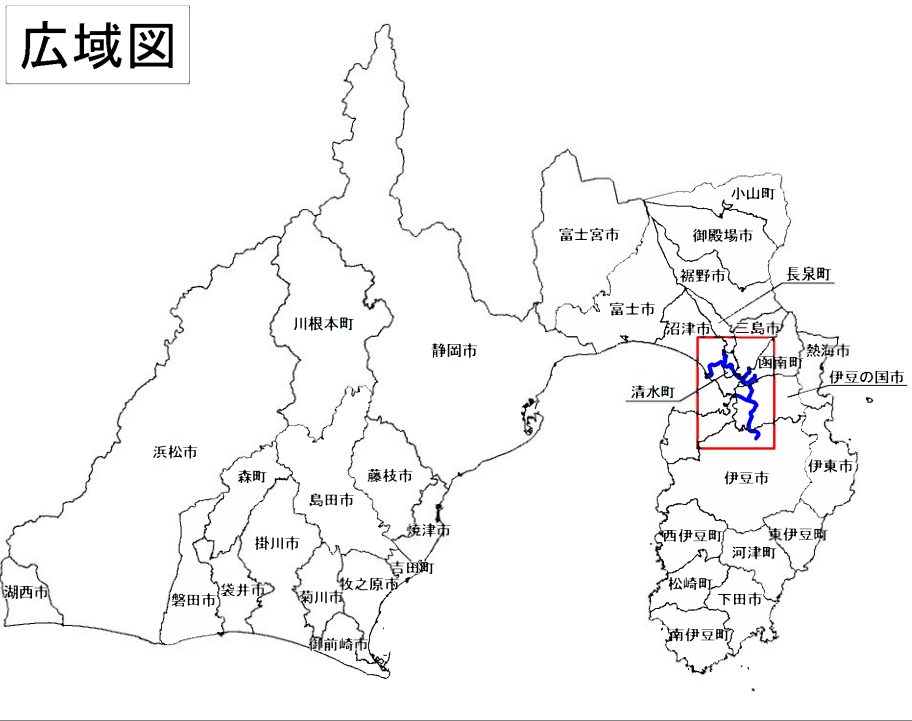 広域図
小山町
富士宮市
御殿場市
裾野市
長泉町
富士市
川根本町
沼津市
三島市
静岡市
熱海市
函南町
伊豆の国市
清水町
浜松市
伊東市
森町
藤枝市
伊豆市
島田市
焼津市
西伊豆町
東伊豆町
掛川市
河津町
吉田町
湖西市
袋井市
牧之原市
松崎町
磐田市
菊川市
下田市
南伊豆町
御前崎市